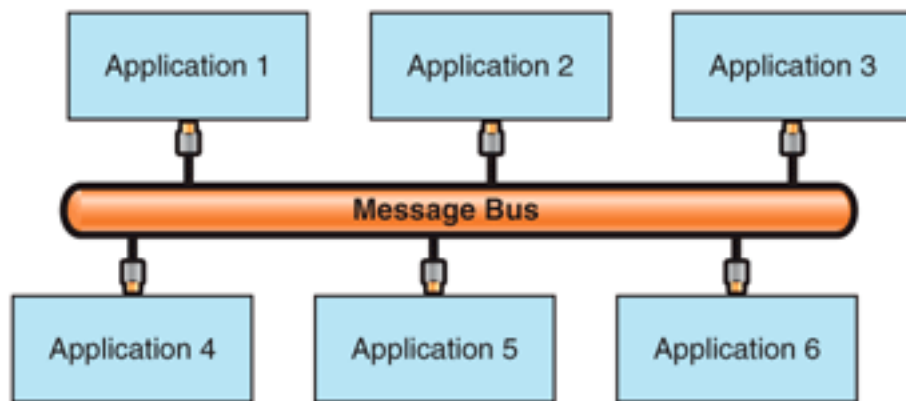 Application 1
Application 2
Application 3
Message Bus
Application 4
Application 5
Application 6